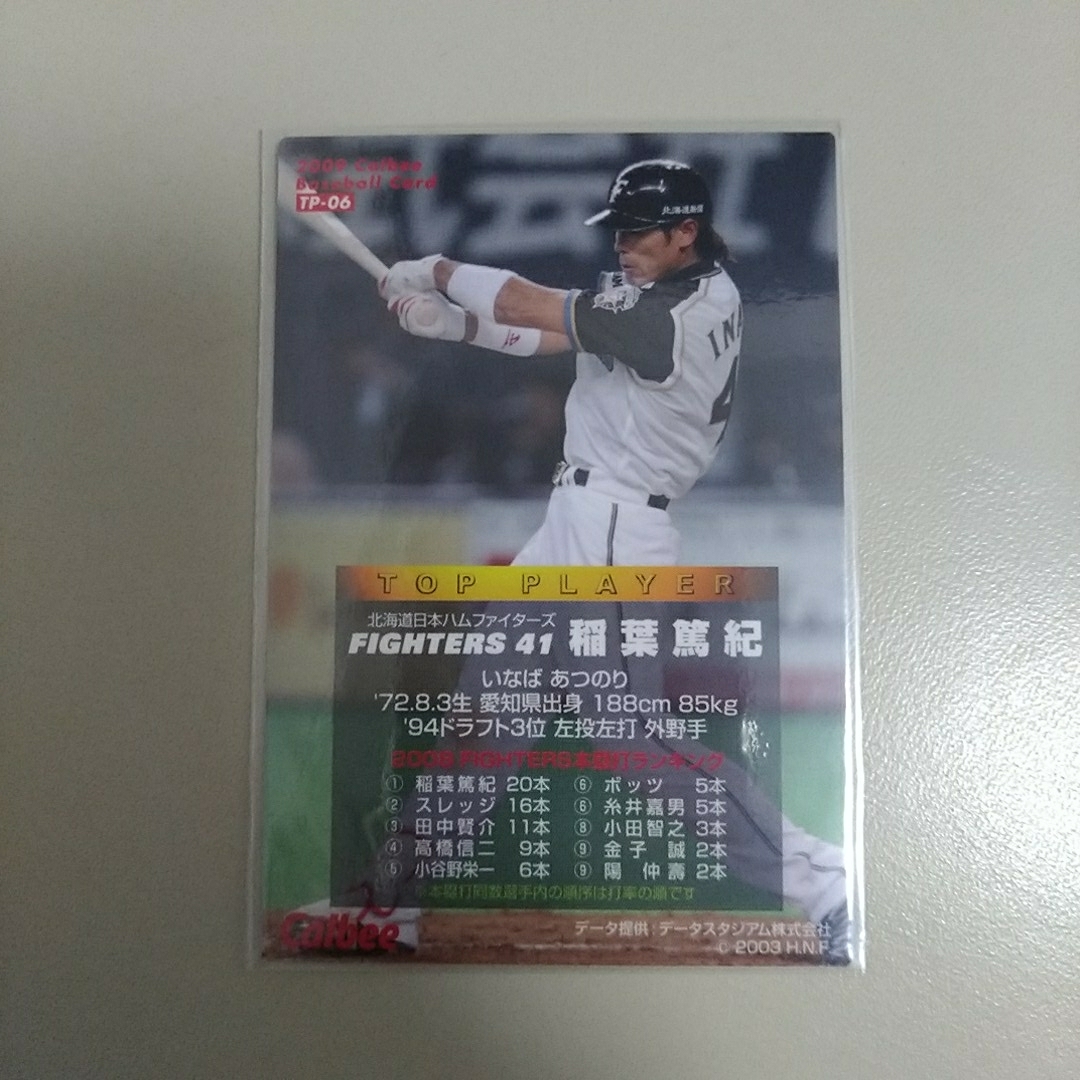 2009 Calbee
Baseball Card
TP-06
北海道新信
INA
4
TOP PLAYER
北海道日本ハムファイターズ
FIGHTERS 41 稲葉篤紀
いなば あつのり
'72.8.3生 愛知県出身 188cm 85kg
'94ドラフト3位 左投左打 外野手
2008 FIGHTERS本塁打ランキング
① 稲葉篤紀 20本 ⑥ ボッツ 5本
② スレッジ 16本 ⑥ 糸井嘉男 5本
③ 田中賢介 11本 ⑧ 小田智之 3本
④ 高橋信二 9本 ⑨ 金子誠 2本
⑤ 小谷野栄一 6本 ⑨ 陽仲壽 2本
※本塁打同数選手内の順序は打率の順です
Calbee
データ提供:データスタジアム株式会社
© 2003 H.N.F.